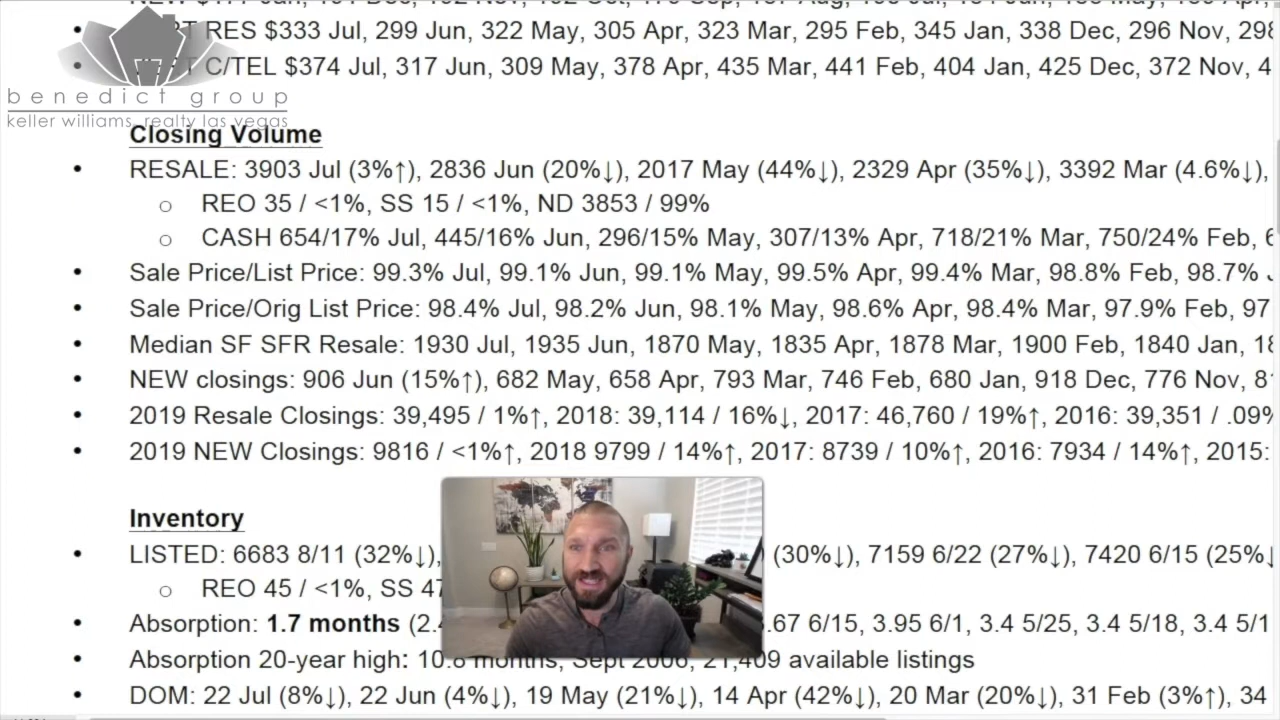 RES $333 Jul, 299 Jun, 322 May, 305 Apr, 323 Mar, 295 Feb, 345 Jan, 338 Dec, 296 Nov,
C/TEL $374 Jul, 317 Jun, 309 May, 378 Apr, 435 Mar, 441 Feb, 404 Jan, 425 Dec, 372 Nov, 4
benedict group
keller williams realty las vegas
Closing Volume
• RESALE: 3903 Jul (3%↑), 2836 Jun (20%↓), 2017 May (44%↓), 2329 Apr (35%↓), 3392 Mar (4.6%↓),
o REO 35 / <1%, SS 15 / <1%, ND 3853 / 99%
o CASH 654/17% Jul, 445/16% Jun, 296/15% May, 307/13% Apr, 718/21% Mar, 750/24% Feb,
• Sale Price/List Price: 99.3% Jul, 99.1% Jun, 99.1% May, 99.5% Apr, 99.4% Mar, 98.8% Feb, 98.7%
• Sale Price/Orig List Price: 98.4% Jul, 98.2% Jun, 98.1% May, 98.6% Apr, 98.4% Mar, 97.9% Feb, 97
• Median SF SFR Resale: 1930 Jul, 1935 Jun, 1870 May, 1835 Apr, 1878 Mar, 1900 Feb, 1840 Jan,
• NEW closings: 906 Jun (15%↑), 682 May, 658 Apr, 793 Mar, 746 Feb, 680 Jan, 918 Dec, 776 Nov,
• 2019 Resale Closings: 39,495 / 1%↑, 2018: 39,114 / 16%↓, 2017: 46,760 / 19%↑, 2016: 39,351 / .09%
• 2019 NEW Closings: 9816 / <1%↑, 2018 9799 / 14%↑, 2017: 8739 / 10%↑, 2016: 7934 / 14%↑, 2015:
Inventory
• LISTED: 6683 8/11 (32%↓), (30%↓), 7159 6/22 (27%↓), 7420 6/15 (25%↓
o REO 45 / <1%, SS 47
• Absorption: 1.7 months (2. .67 6/15, 3.95 6/1, 3.4 5/25, 3.4 5/18, 3.4 5/1
• Absorption 20-year high: 10.8 months, Sept 2006, 21,409 available listings
• DOM: 22 Jul (8%↓), 22 Jun (4%↓), 19 May (21%↓), 14 Apr (42%↓), 20 Mar (20%↓), 31 Feb (3%↑), 34